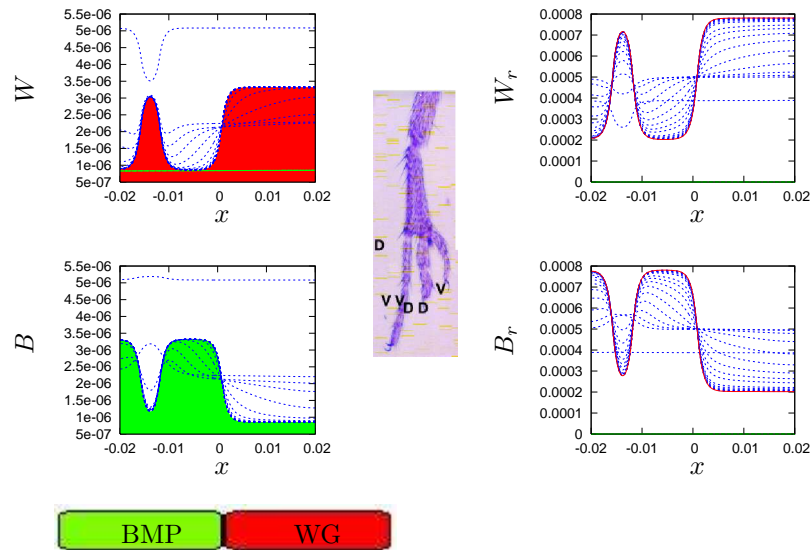 5.5e-06
5e-06
4.5e-06
4e-06
3.5e-06
3e-06
2.5e-06
2e-06
1.5e-06
1e-06
5e-07
W
-0.02 -0.01 0 0.01 0.02
x
0.0008
0.0007
0.0006
0.0005
0.0004
0.0003
0.0002
0.0001
0
W_r
-0.02 -0.01 0 0.01 0.02
x
D
V V D D V
5.5e-06
5e-06
4.5e-06
4e-06
3.5e-06
3e-06
2.5e-06
2e-06
1.5e-06
1e-06
5e-07
B
-0.02 -0.01 0 0.01 0.02
x
0.0008
0.0007
0.0006
0.0005
0.0004
0.0003
0.0002
0.0001
0
B_r
-0.02 -0.01 0 0.01 0.02
x
BMP WG